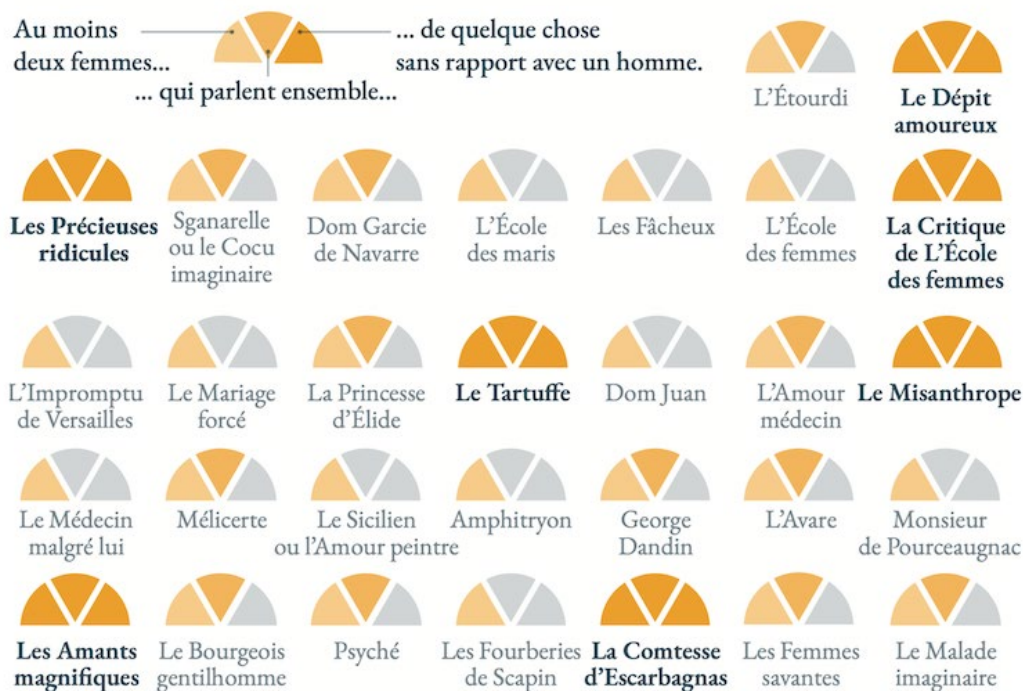 Au moins
deux femmes...
... qui parlent ensemble...
... de quelque chose
sans rapport avec un homme.
L’Étourdi
Le Dépit
amoureux
Les Précieuses
ridicules
Sganarelle
ou le Cocu
imaginaire
Dom Garcie
de Navarre
L’École
des maris
Les Fâcheux
L’École
des femmes
La Critique
de L’École
des femmes
L’Impromptu
de Versailles
Le Mariage
forcé
La Princesse
d’Élide
Le Tartuffe
Dom Juan
L’Amour
médecin
Le Misanthrope
Le Médecin
malgré lui
Mélicerte
Le Sicilien
ou l’Amour peintre
Amphitryon
George
Dandin
L’Avare
Monsieur
de Pourceaugnac
Les Amants
magnifiques
Le Bourgeois
gentilhomme
Psyché
Les Fourberies
de Scapin
La Comtesse
d’Escarbagnas
Les Femmes
savantes
Le Malade
imaginaire